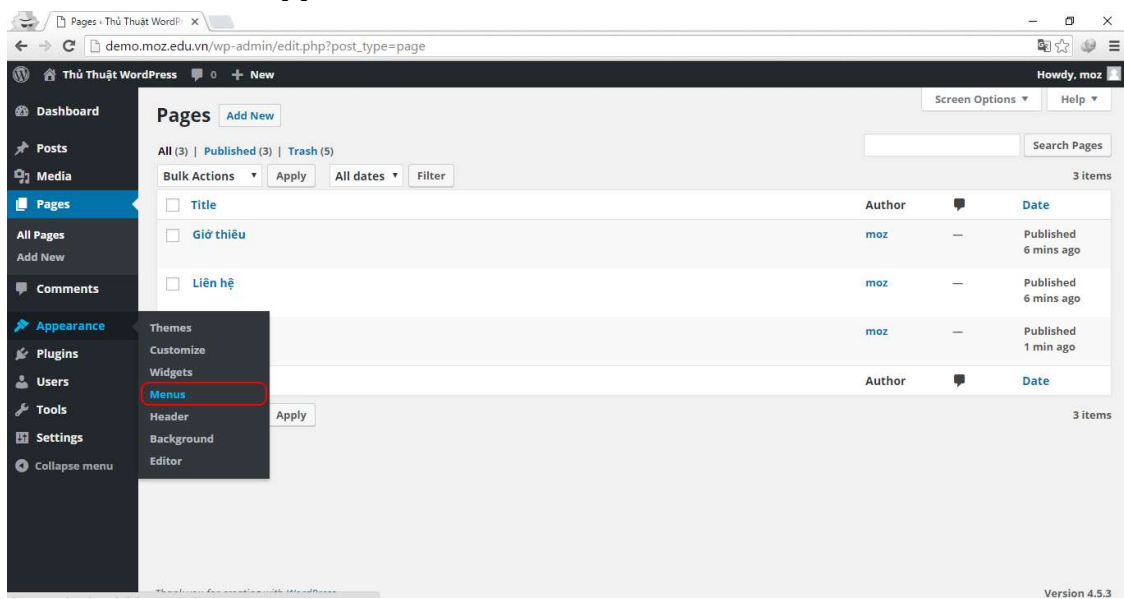 Pages ‹ Thủ Thuật WordP
demo.moz.edu.vn/wp-admin/edit.php?post_type=page
Thủ Thuật WordPress 0 + New Howdy, moz
Screen Options ▼ Help ▼
Dashboard
Posts
Media
Pages
All Pages
Add New
Comments
Appearance
Plugins
Users
Tools
Settings
Collapse menu
Themes
Customize
Widgets
Menus
Header
Background
Editor
Pages Add New
All (3) | Published (3) | Trash (5)
Search Pages
Bulk Actions ▼ Apply All dates ▼ Filter 3 items
Title Author Date
Giớ thiêu moz — Published
6 mins ago
Liên hệ moz — Published
6 mins ago
moz — Published
1 min ago
Author Date
Apply 3 items
Version 4.5.3